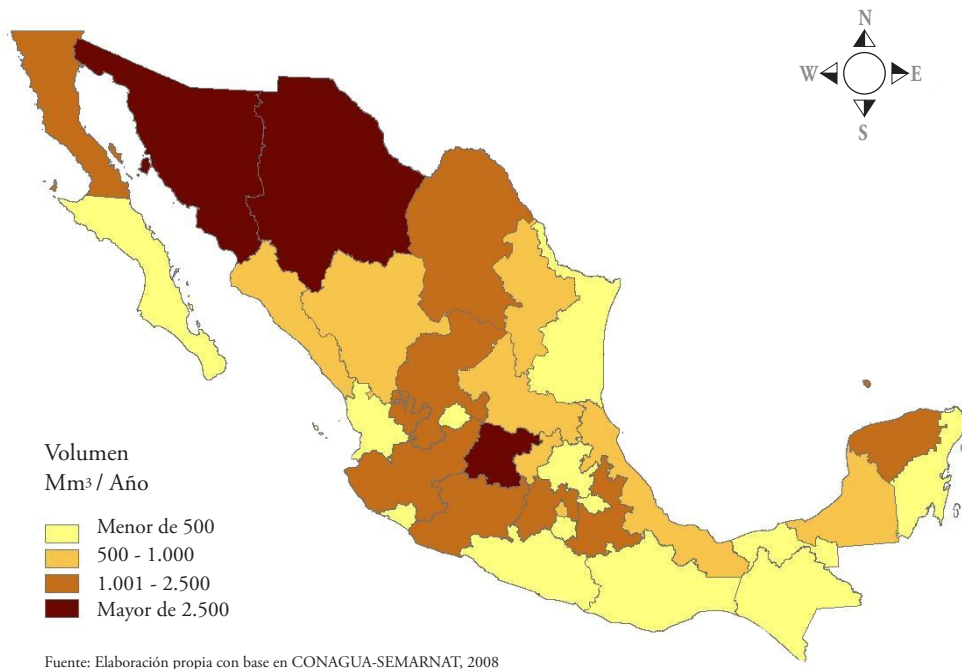 N
W E
S
Volumen
Mm³ / Año
Menor de 500
500 - 1.000
1.001 - 2.500
Mayor de 2.500
Fuente: Elaboración propia con base en CONAGUA-SEMARNAT, 2008